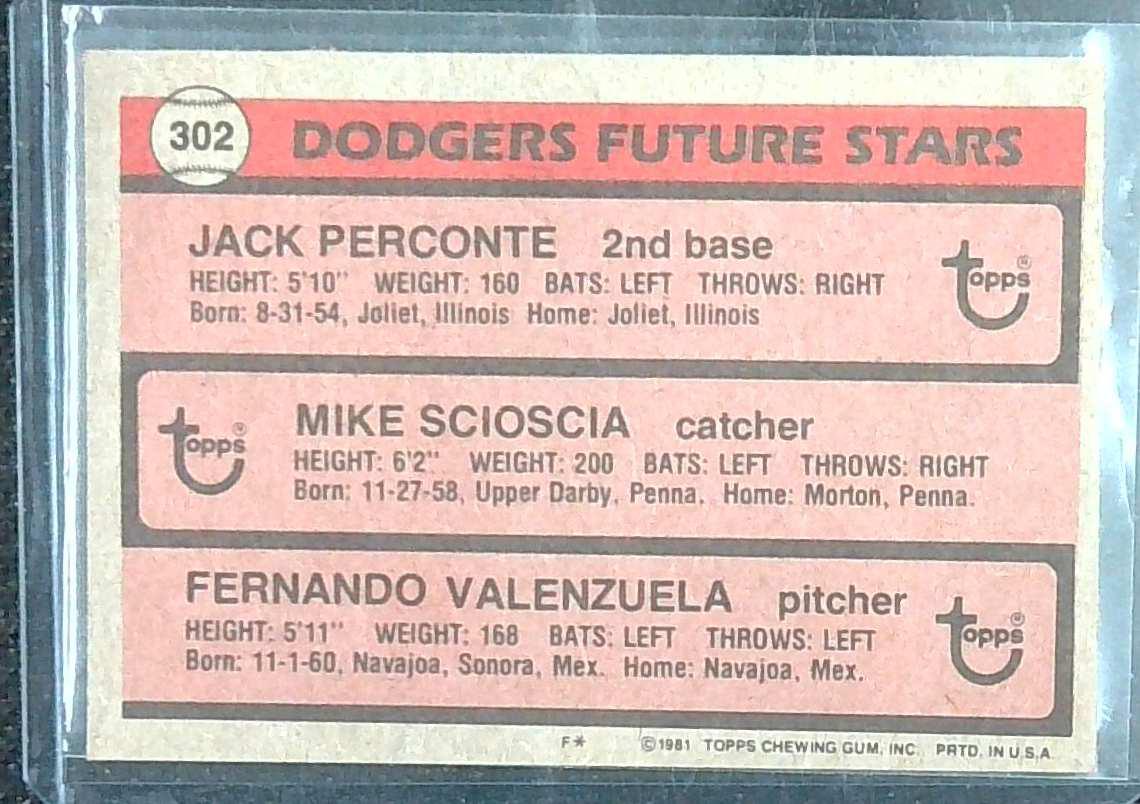 302 DODGERS FUTURE STARS
JACK PERCONTE 2nd base
HEIGHT: 5'10" WEIGHT: 160 BATS: LEFT THROWS: RIGHT
Born: 8-31-54, Joliet, Illinois Home: Joliet, Illinois
Topps®
MIKE SCIOSCIA catcher
HEIGHT: 6'2" WEIGHT: 200 BATS: LEFT THROWS: RIGHT
Born: 11-27-58, Upper Darby, Penna. Home: Morton, Penna.
Topps®
FERNANDO VALENZUELA pitcher
HEIGHT: 5'11" WEIGHT: 168 BATS: LEFT THROWS: LEFT
Born: 11-1-60, Navajoa, Sonora, Mex. Home: Navajoa, Mex.
Topps®
F* ©1981 TOPPS CHEWING GUM, INC. PRTD. IN U.S.A.